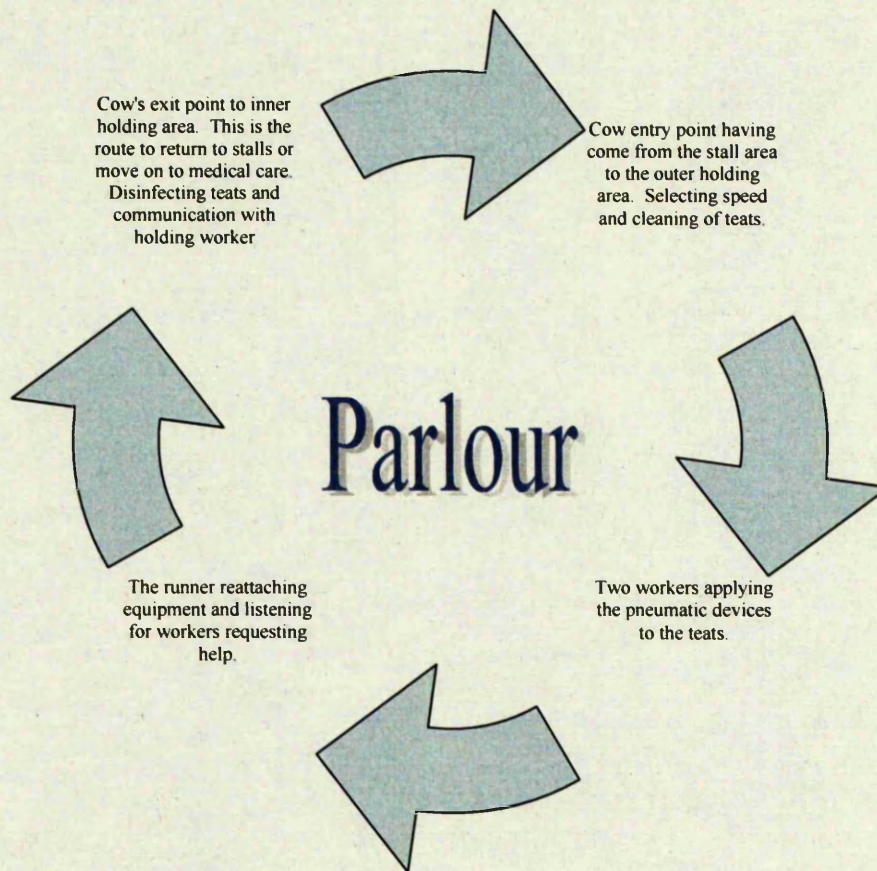 Cow's exit point to inner
holding area. This is the
route to return to stalls or
move on to medical care.
Disinfecting teats and
communication with
holding worker
Cow entry point having
come from the stall area
to the outer holding
area. Selecting speed
and cleaning of teats.
Parlour
The runner reattaching
equipment and listening
for workers requesting
help.
Two workers applying
the pneumatic devices
to the teats.